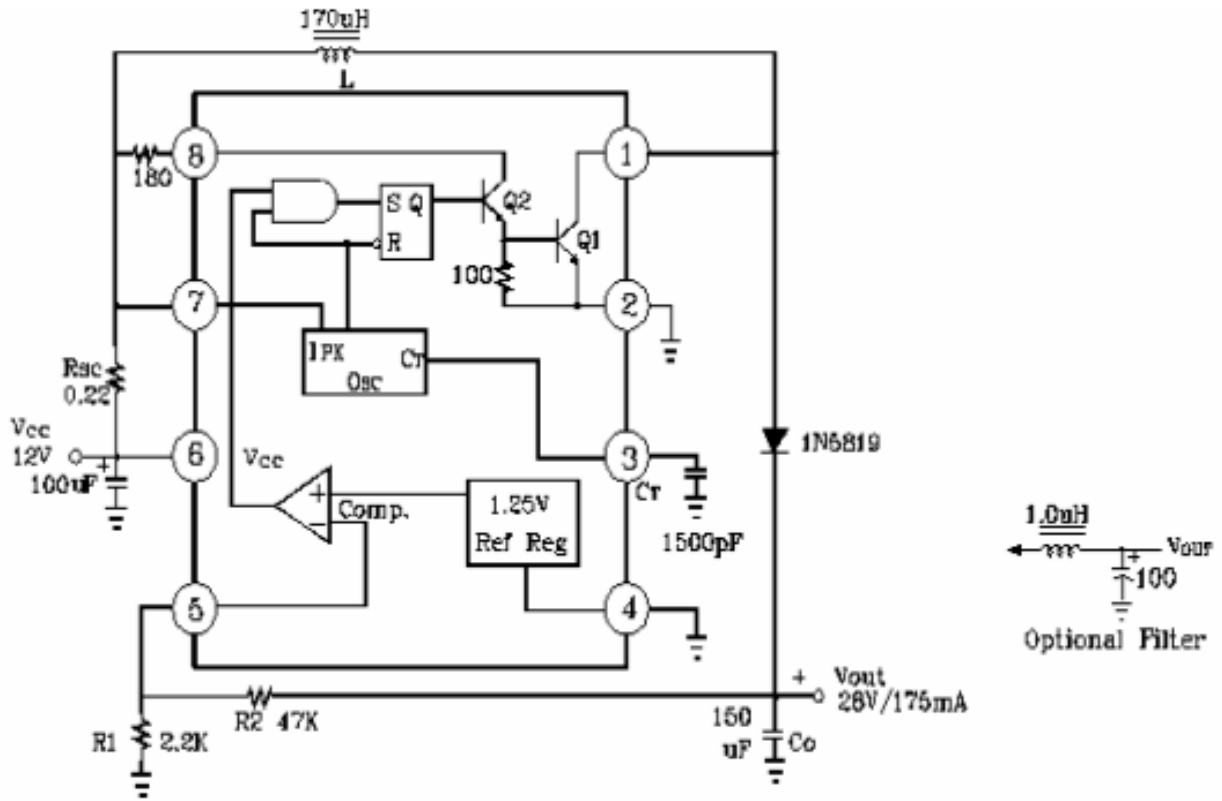 170uH
L
8
1
180
S Q
Q2
R
Q1
100
7
2
IPK
CT
Osc
Rsc
0.22
Vcc
12V
6
100uF
Vcc
3
CT
1N5819
Comp.
1.25V
Ref Reg
1500pF
1.0uH
VOUT
100
Optional Filter
5
4
Vout
28V/175mA
R2 47K
150
uF
Co
R1
2.2K